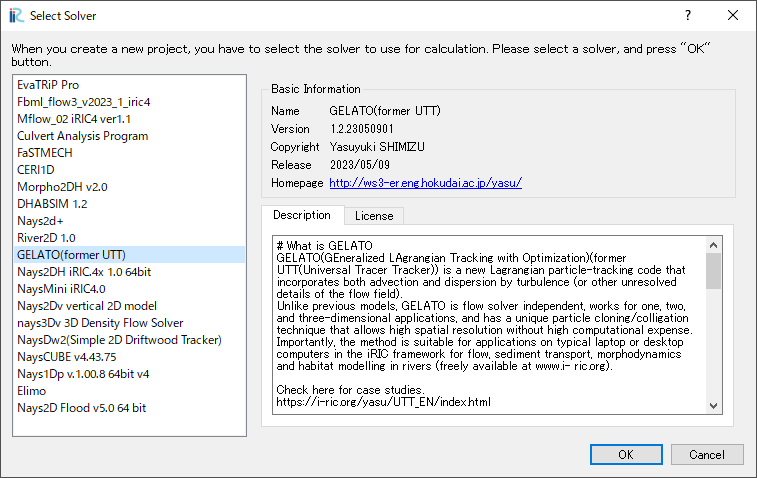 Select Solver
When you create a new project, you have to select the solver to use for calculation. Please select a solver, and press "OK"
button.
EvaTRiP Pro
Fbml_flow3_v2023_1_iric4
Mflow_02 iRIC4 ver1.1
Culvert Analysis Program
FaSTMECH
CERI1D
Morpho2DH v2.0
DHABSIM 1.2
Nays2d+
River2D 1.0
GELATO(former UTT)
Nays2DH iRIC.4x 1.0 64bit
NaysMini iRIC4.0
Nays2Dv vertical 2D model
nays3Dv 3D Density Flow Solver
NaysDw2(Simple 2D Driftwood Tracker)
NaysCUBE v4.43.75
Nays1Dp v.1.00.8 64bit v4
Elimo
Nays2D Flood v5.0 64 bit
Basic Information
Name GELATO(former UTT)
Version 1.2.23050901
Copyright Yasuyuki SHIMIZU
Release 2023/05/09
Homepage http://ws3-er.eng.hokudai.ac.jp/yasu/
Description License
# What is GELATO
GELATO(GEneralized LAgrangian Tracking with Optimization)(former
UTT(Universal Tracer Tracker)) is a new Lagrangian particle-tracking code that
incorporates both advection and dispersion by turbulence (or other unresolved
details of the flow field).
Unlike previous models, GELATO is flow solver independent, works for one, two,
and three-dimensional applications, and has a unique particle cloning/colligation
technique that allows high spatial resolution without high computational expense.
Importantly, the method is suitable for applications on typical laptop or desktop
computers in the iRIC framework for flow, sediment transport, morphodynamics
and habitat modelling in rivers (freely available at www.i- ric.org).
Check here for case studies.
https://i-ric.org/yasu/UTT_EN/index.html
OK Cancel